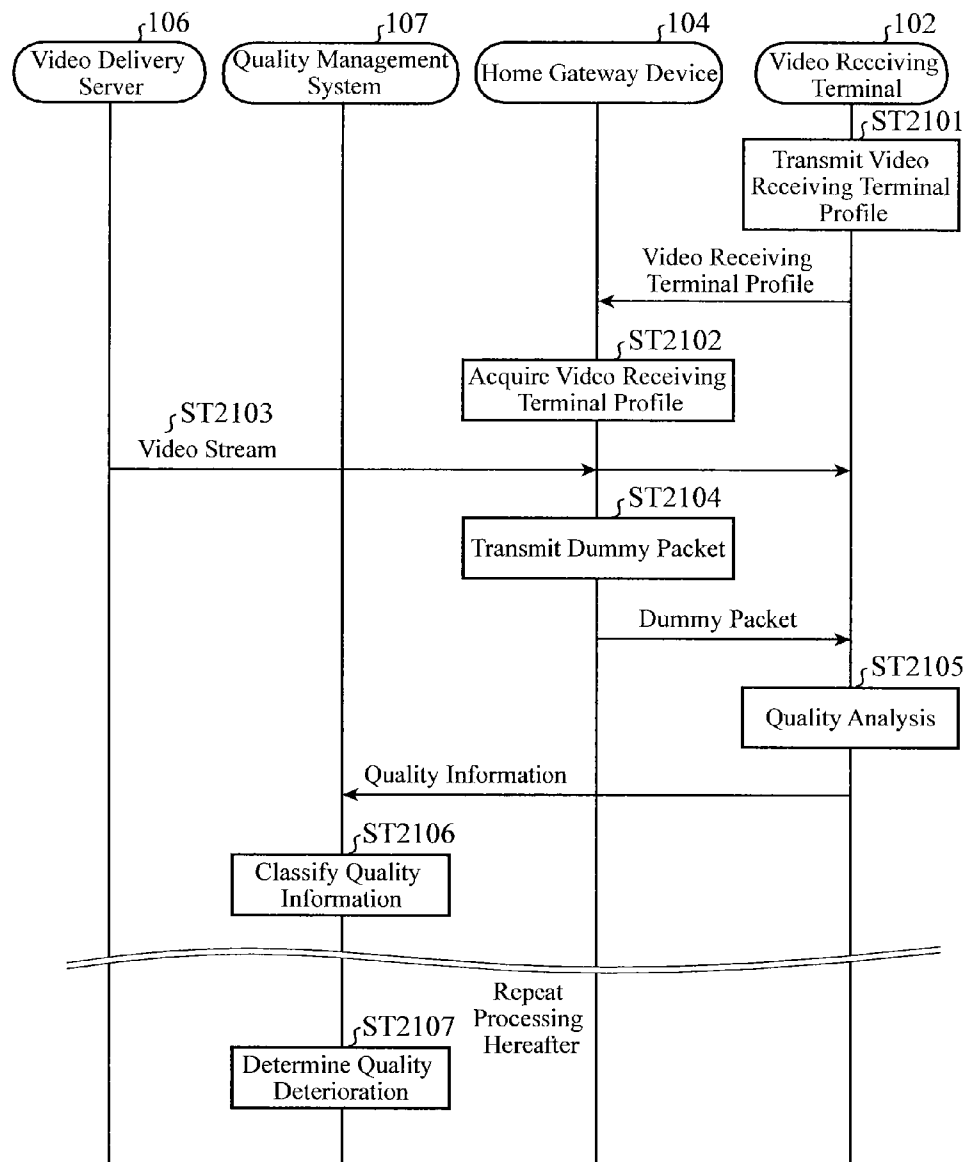 106
107
104
102
Video Delivery
Server
Quality Management
System
Home Gateway Device
Video Receiving
Terminal
ST2101
Transmit Video
Receiving Terminal
Profile
Video Receiving
Terminal Profile
ST2102
Acquire Video Receiving
Terminal Profile
ST2103
Video Stream
ST2104
Transmit Dummy Packet
Dummy Packet
ST2105
Quality Analysis
Quality Information
ST2106
Classify Quality
Information
Repeat
Processing
Hereafter
ST2107
Determine Quality
Deterioration